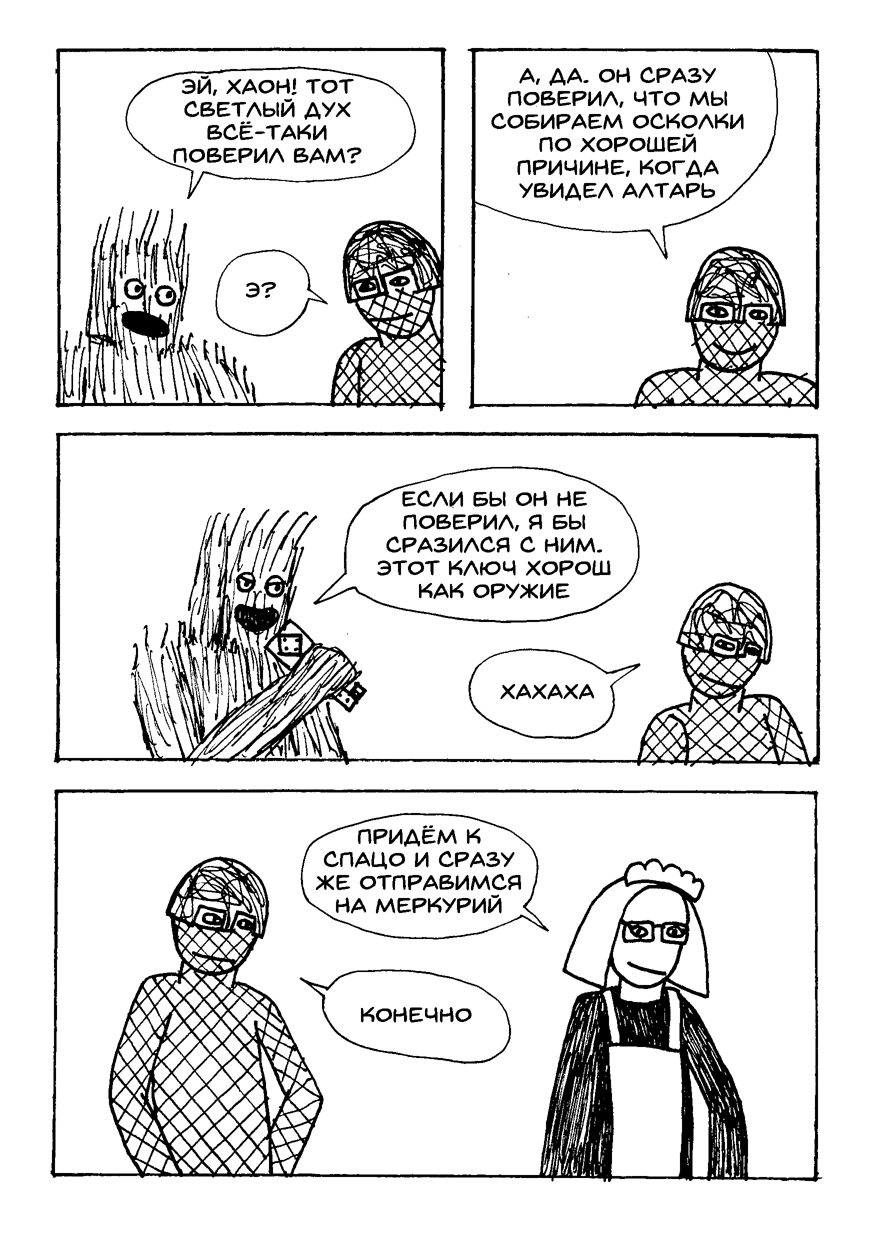 ЭЙ, ХАОН! ТОТ
СВЕТЛЫЙ ДУХ
ВСЁ-ТАКИ
ПОВЕРИЛ ВАМ?
Э?
А, ДА. ОН СРАЗУ
ПОВЕРИЛ, ЧТО МЫ
СОБИРАЕМ ОСКОЛКИ
ПО ХОРОШЕЙ
ПРИЧИНЕ, КОГДА
УВИДЕЛ АЛТАРЬ
ЕСЛИ БЫ ОН НЕ
ПОВЕРИЛ, Я БЫ
СРАЗИЛСЯ С НИМ.
ЭТОТ КЛЮЧ ХОРОШ
КАК ОРУЖИЕ
ХАХАХА
ПРИДЁМ К
СПАЦО И СРАЗУ
ЖЕ ОТПРАВИМСЯ
НА МЕРКУРИЙ
КОНЕЧНО